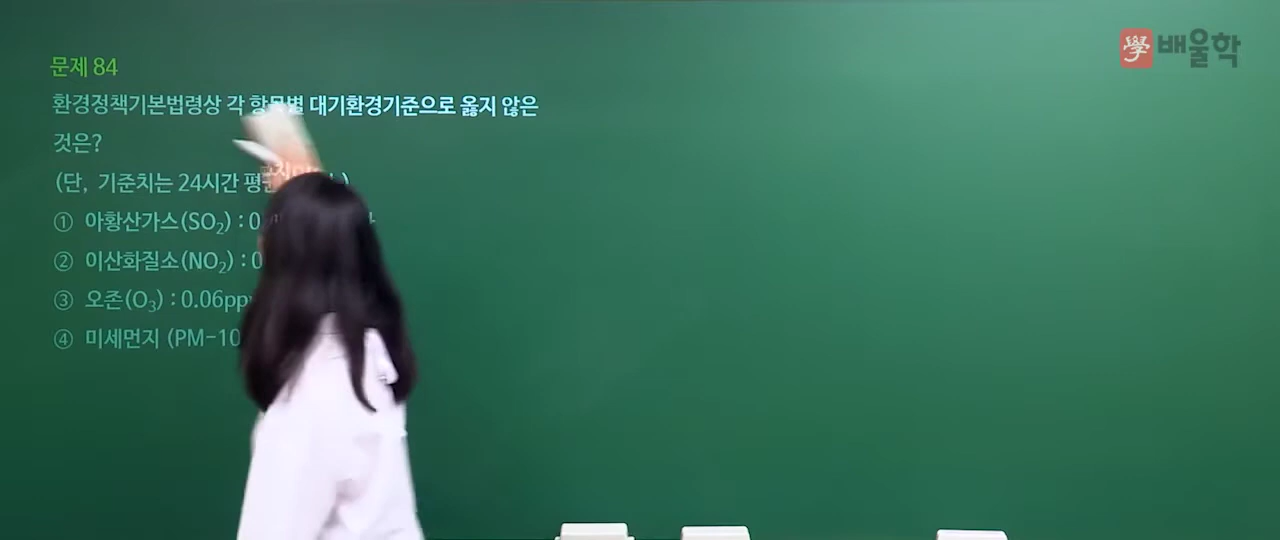 문제 84
學 배울학
환경정책기본법령상 각 항목별 대기환경기준으로 옳지 않은
것은?
(단, 기준치는 24시간 평균
① 아황산가스(SO₂) : 0
② 이산화질소(NO₂) : 0
③ 오존(O₃) : 0.06pp
④ 미세먼지 (PM-10